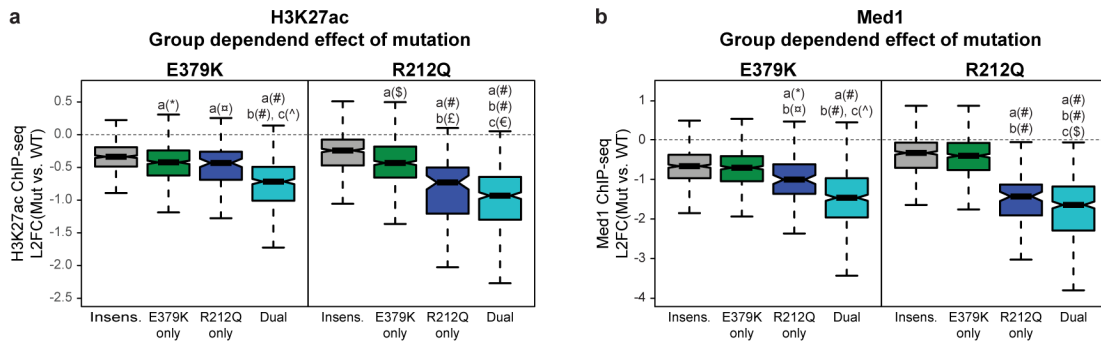 a
H3K27ac
Group dependend effect of mutation
E379K
R212Q
H3K27ac ChIP-seq
L2FC(Mut vs. WT)
0.5
0.0
-0.5
-1.0
-1.5
-2.0
-2.5
a(*)
a(¤)
a(#)
b(#), c(^)
a($)
a(#)
b(£)
a(#)
b(#)
c(€)
Insens.
E379K
only
R212Q
only
Dual
Insens.
E379K
only
R212Q
only
Dual
b
Med1
Group dependend effect of mutation
E379K
R212Q
Med1 ChIP-seq
L2FC(Mut vs. WT)
1
0
-1
-2
-3
-4
a(*)
b(¤)
a(#)
b(#), c(^)
a(#)
b(#)
a(#)
b(#)
c($)
Insens.
E379K
only
R212Q
only
Dual
Insens.
E379K
only
R212Q
only
Dual